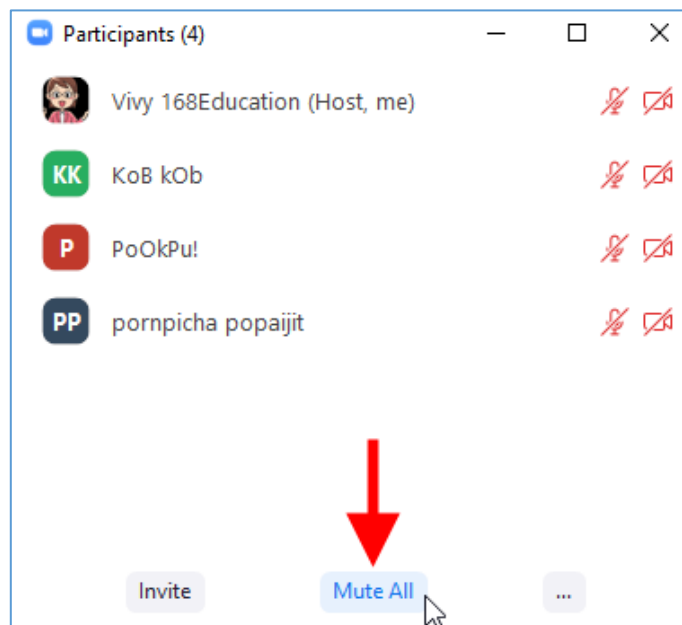 Participants (4)
Vivy 168Education (Host, me)
KK KoB kOb
P PoOkPu!
PP pornpicha popaijit
Invite Mute All ...